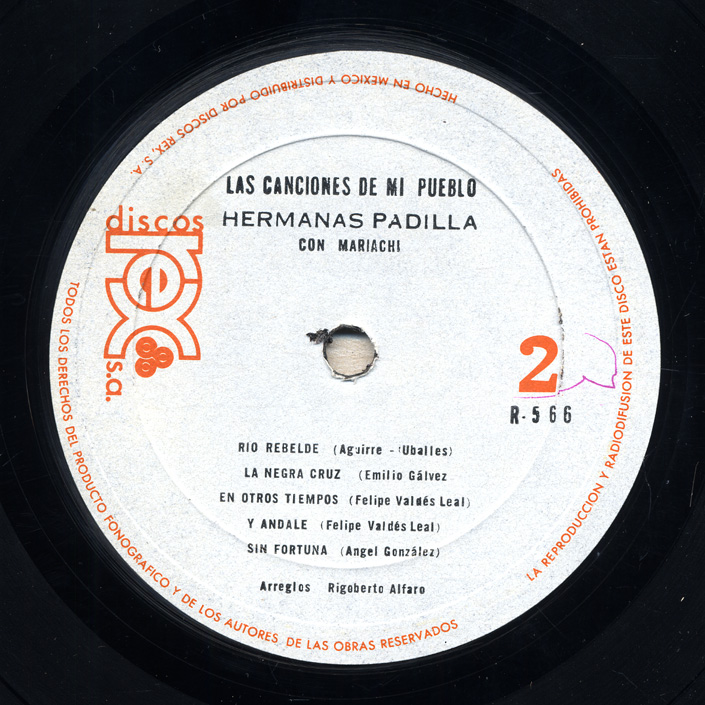 LAS CANCIONES DE MI PUEBLO
HERMANAS PADILLA
CON MARIACHI
discos
rex
s.a.
2
R-566
RIO REBELDE (Aguirre - Uballes)
LA NEGRA CRUZ (Emilio Gálvez
EN OTROS TIEMPOS (Felipe Valdés Leal)
Y ANDALE (Felipe Valdés Leal)
SIN FORTUNA (Angel González)
Arreglos Rigoberto Alfaro
TODOS LOS DERECHOS DEL PRODUCTO FONOGRAFICO Y DE LOS AUTORES DE LAS OBRAS RESERVADOS
LA REPRODUCCION Y RADIODIFUSION DE ESTE DISCO ESTAN PROHIBIDAS
HECHO EN MEXICO Y DISTRIBUIDO POR DISCOS REX, S. A.